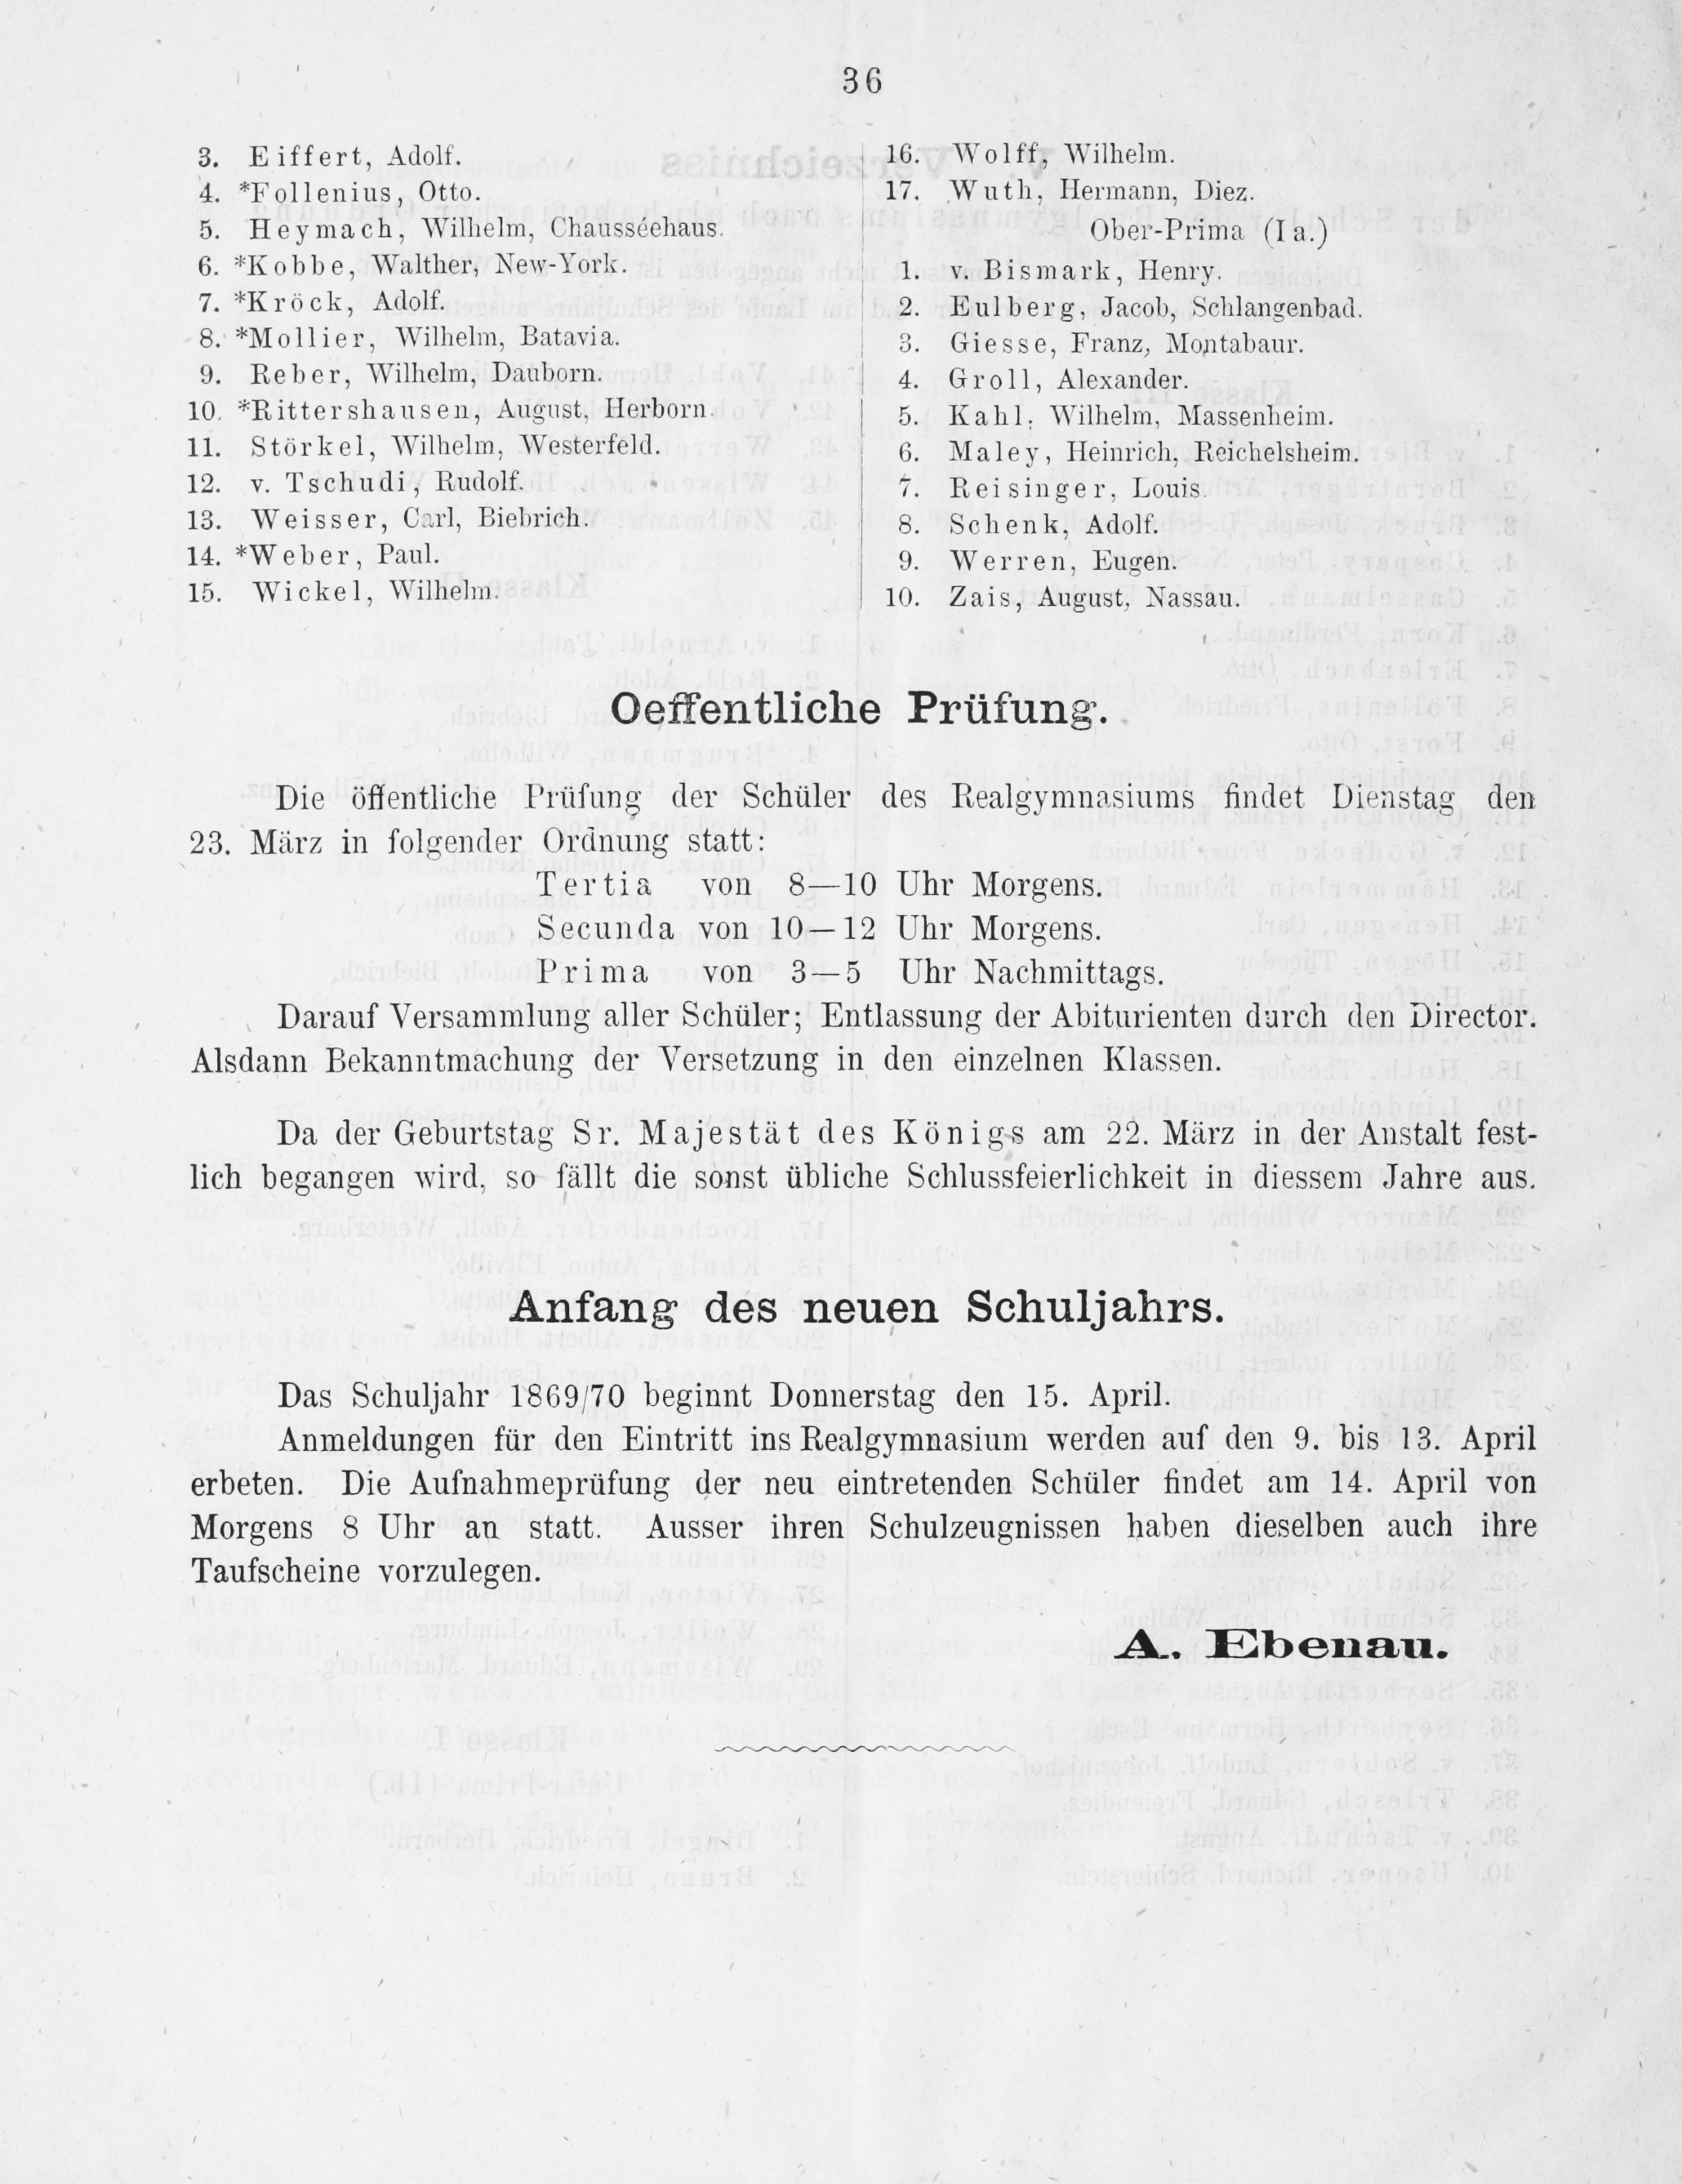 36
3. Eiffert, Adolf.
4. *Follenius, Otto.
5. Heymach, Wilhelm, Chausséehaus.
6. *Kobbe, Walther, New-York.
7. *Kröck, Adolf.
8. *Mollier, Wilhelm, Batavia.
9. Reber, Wilhelm, Dauborn.
10. *Rittershausen, August, Herborn.
11. Störkel, Wilhelm, Westerfeld.
12. v. Tschudi, Rudolf.
13. Weisser, Carl, Biebrich.
14. *Weber, Paul.
15. Wickel, Wilhelm.
16. Wolff, Wilhelm.
17. Wuth, Hermann, Diez.
Ober-Prima (Ia.)
1. v. Bismark, Henry.
2. Eulberg, Jacob, Schlangenbad.
3. Giesse, Franz, Montabaur.
4. Groll, Alexander.
5. Kahl, Wilhelm, Massenheim.
6. Maley, Heinrich, Reichelsheim.
7. Reisinger, Louis.
8. Schenk, Adolf.
9. Werren, Eugen.
10. Zais, August, Nassau.
Oeffentliche Prüfung.
Die öffentliche Prüfung der Schüler des Realgymnasiums findet Dienstag den
23. März in folgender Ordnung statt:
Tertia von 8—10 Uhr Morgens.
Secunda von 10—12 Uhr Morgens.
Prima von 3—5 Uhr Nachmittags.
Darauf Versammlung aller Schüler; Entlassung der Abiturienten durch den Director.
Alsdann Bekanntmachung der Versetzung in den einzelnen Klassen.
Da der Geburtstag Sr. Majestät des Königs am 22. März in der Anstalt fest-
lich begangen wird, so fällt die sonst übliche Schlussfeierlichkeit in diessem Jahre aus.
Anfang des neuen Schuljahrs.
Das Schuljahr 1869/70 beginnt Donnerstag den 15. April.
Anmeldungen für den Eintritt ins Realgymnasium werden auf den 9. bis 13. April
erbeten. Die Aufnahmeprüfung der neu eintretenden Schüler findet am 14. April von
Morgens 8 Uhr an statt. Ausser ihren Schulzeugnissen haben dieselben auch ihre
Taufscheine vorzulegen.
A. Ebenau.